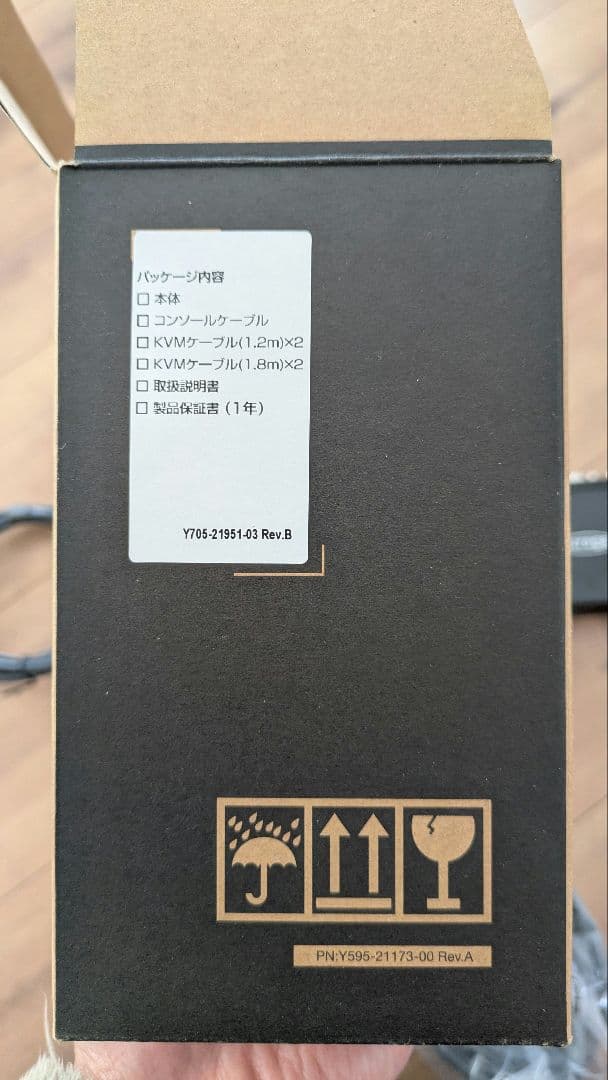 パッケージ内容
□ 本体
□ コンソールケーブル
□ KVMケーブル(1.2m)×2
□ KVMケーブル(1.8m)×2
□ 取扱説明書
□ 製品保証書（1年）
Y705-21951-03 Rev.B
PN:Y595-21173-00 Rev.A